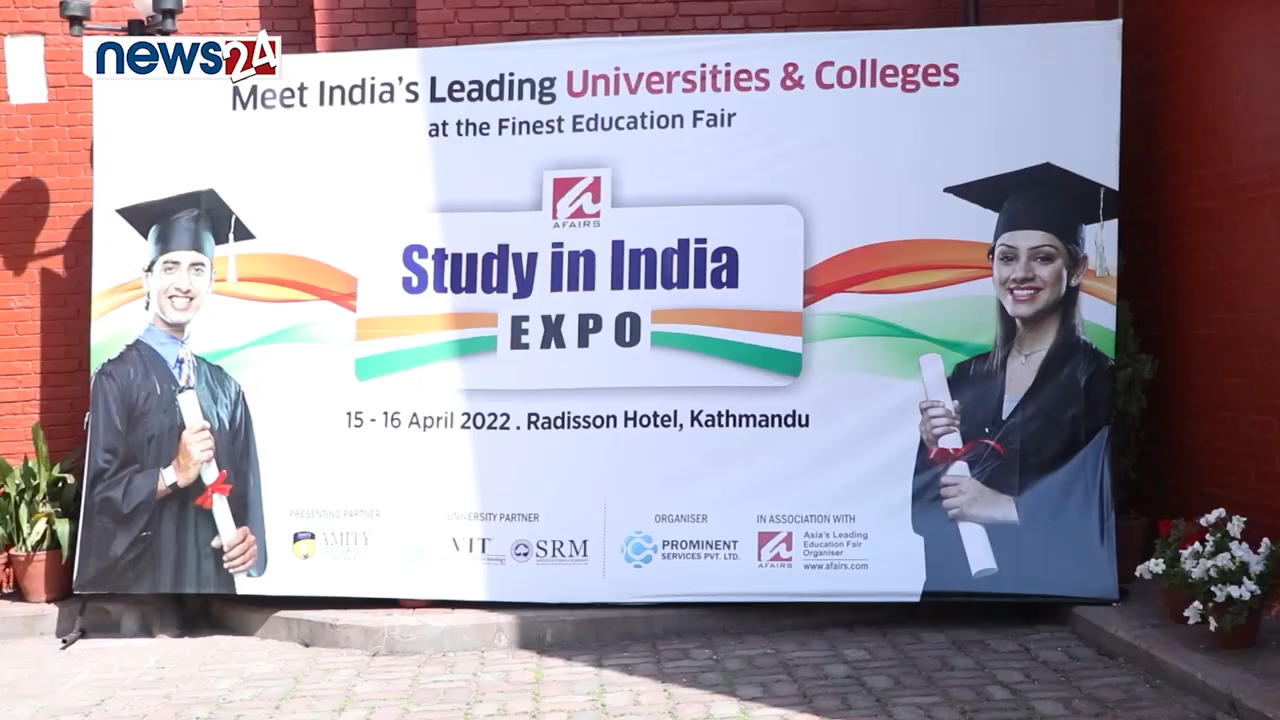 news24
Meet India's Leading Universities & Colleges
at the Finest Education Fair
AFAIRS
Study in India
EXPO
15 - 16 April 2022 . Radisson Hotel, Kathmandu
PRESENTING PARTNER
AMITY
UNIVERSITY PARTNER
VIT
SRM
ORGANISER
PROMINENT
SERVICES PVT. LTD.
IN ASSOCIATION WITH
AFAIRS
Asia's Leading
Education Fair
Organiser
www.afairs.com